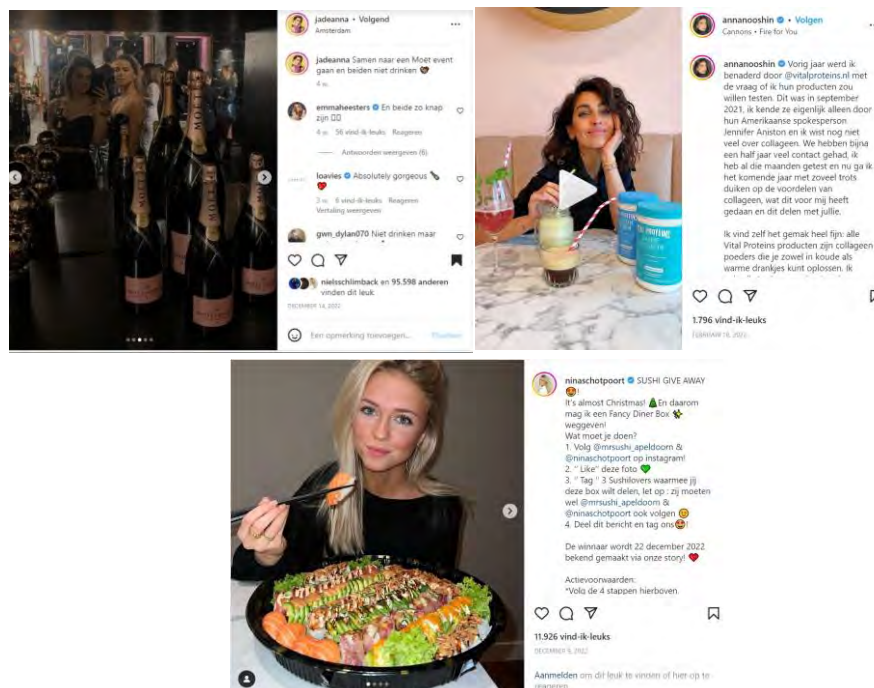 jadeanna • Volgend
Amsterdam
jadeanna Samen naar een Moët event
gaan en beiden niet drinken
4 w.
emmaheesters En beide zo knap
zijn
4 w. 56 vind-ik-leuks Reageren
Antwoorden weergeven (6)
loavies Absolutely gorgeous
3 w. 8 vind-ik-leuks Reageren
Vertaling weergeven
gwn_dylan070 Niet drinken maar
nielsschlimback en 95.598 anderen
vinden dit leuk
DECEMBER 14, 2022
Een opmerking toevoegen...
Plaatsen
MOËT
annanooshin • Volgen
Cannons • Fire for You
annanooshin Vorig jaar werd ik
benaderd door @vitalproteins.nl met
de vraag of ik hun producten zou
willen testen. Dit was in september
2021, ik kende ze eigenlijk alleen door
hun Amerikaanse spokesperson
Jennifer Aniston en ik wist nog niet
veel over collageen. We hebben bijna
een half jaar veel contact gehad, ik
heb al die maanden getest en nu ga ik
het komende jaar met zoveel trots
duiken op de voordelen van
collageen, wat dit voor mij heeft
gedaan en dit delen met jullie.
Ik vind zelf het gemak heel fijn: alle
Vital Proteins producten zijn collageen
poeders die je zowel in koude als
warme drankjes kunt oplossen. Ik
1.796 vind-ik-leuks
FEBRUARI 18, 2022
VITAL PROTEINS
ninaschotpoort SUSHI GIVE AWAY
!
It's almost Christmas! En daarom
mag ik een Fancy Diner Box
weggeven!
Wat moet je doen?
1. Volg @mrsushi_apeldoorn &
@ninaschotpoort op instagram!
2. " Like" deze foto
3. " Tag " 3 Sushilovers waarmee jij
deze box wilt delen, let op : zij moeten
wel @mrsushi_apeldoorn &
@ninaschotpoort ook volgen
4. Deel dit bericht en tag ons !
De winnaar wordt 22 december 2022
bekend gemaakt via onze story!
Actievoorwaarden:
*Volg de 4 stappen hierboven.
11.926 vind-ik-leuks
DECEMBER 9, 2022
Aanmelden om dit leuk te vinden of hier op te
reageren